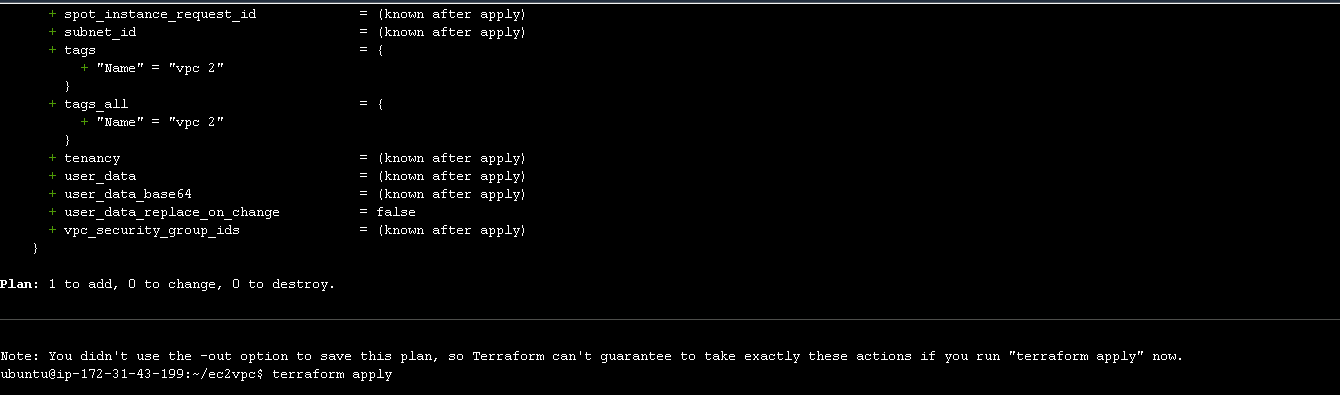 + spot_instance_request_id = (known after apply)
+ subnet_id = (known after apply)
+ tags = {
+ "Name" = "vpc 2"
}
+ tags_all = {
+ "Name" = "vpc 2"
}
+ tenancy = (known after apply)
+ user_data = (known after apply)
+ user_data_base64 = (known after apply)
+ user_data_replace_on_change = false
+ vpc_security_group_ids = (known after apply)
}
Plan: 1 to add, 0 to change, 0 to destroy.
Note: You didn't use the -out option to save this plan, so Terraform can't guarantee to take exactly these actions if you run "terraform apply" now.
ubuntu@ip-172-31-43-199:~/ec2vpc$ terraform apply